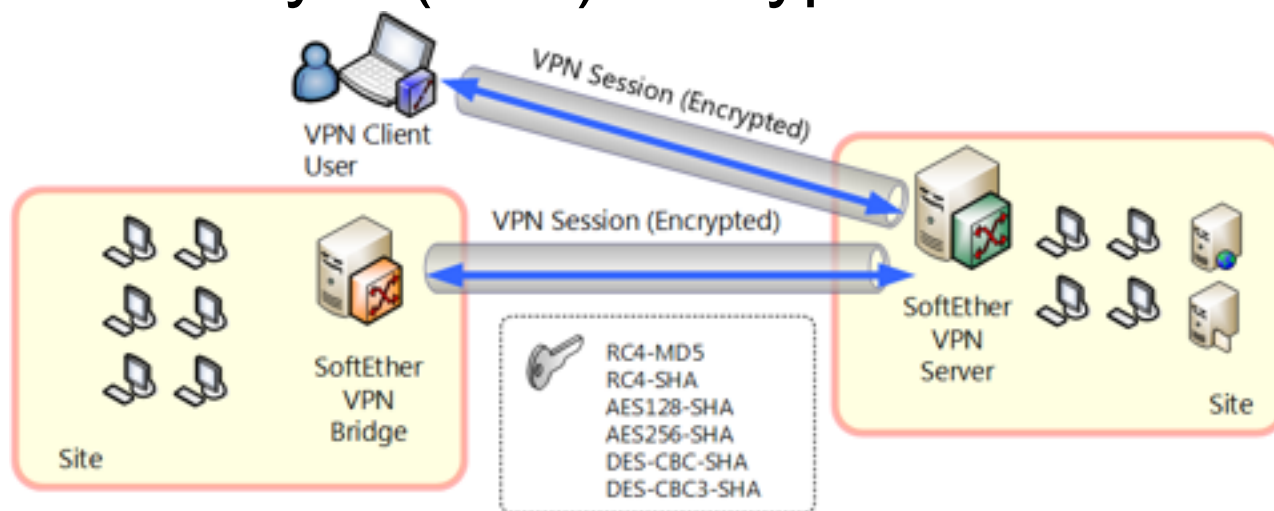 VPN Session (Encrypted)
VPN Client
User
VPN Session (Encrypted)
SoftEther
VPN
Bridge
Site
RC4-MD5
RC4-SHA
AES128-SHA
AES256-SHA
DES-CBC-SHA
DES-CBC3-SHA
SoftEther
VPN
Server
Site